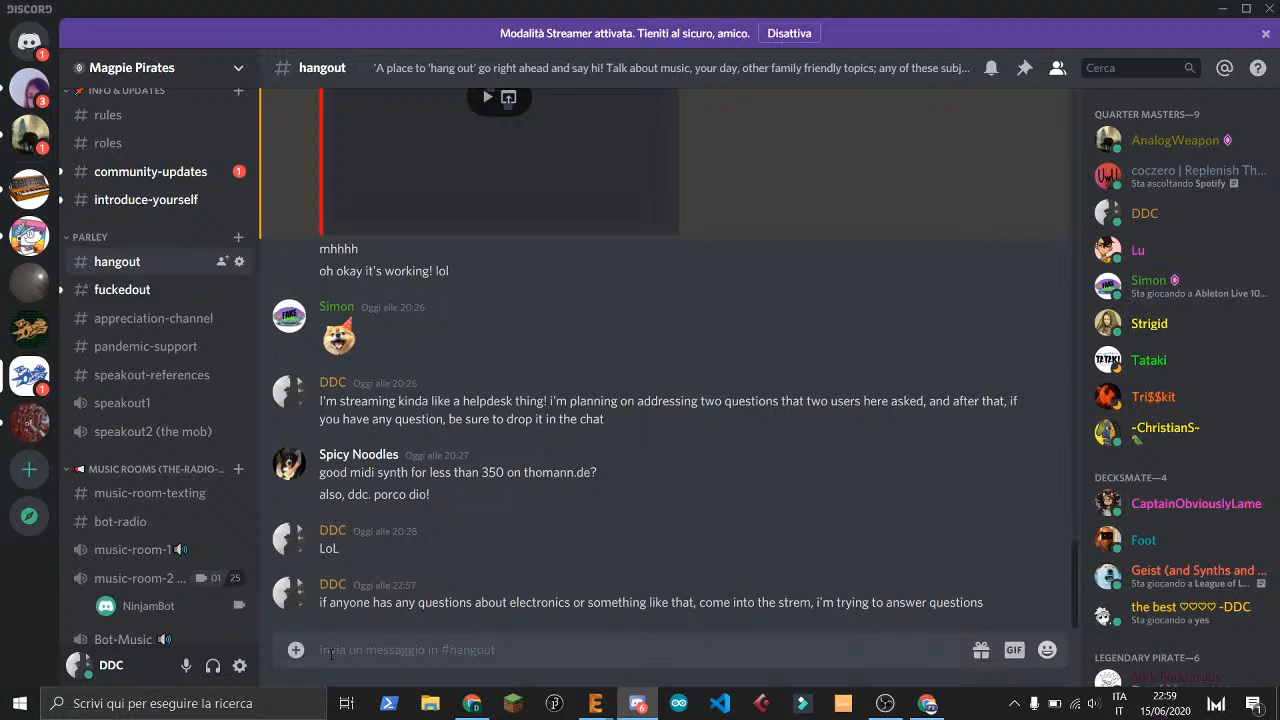 DISCORD
Modalità Streamer attivata. Tieniti al sicuro, amico. Disattiva
Magpie Pirates
# hangout 'A place to 'hang out' go right ahead and say hi! Talk about music, your day, other family friendly topics; any of these subj...
Cerca
INFO & UPDATES +
# rules
# roles
# community-updates 1
# introduce-yourself
PARLEY +
# hangout
# fuckedout
# appreciation-channel
# pandemic-support
# speakout-references
speakout1
speakout2 (the mob)
MUSIC ROOMS (THE-RADIO-... +
# music-room-texting
# bot-radio
music-room-1
music-room-2 ... 01 25
NinjamBot
Bot-Music
DDC
1
3
1
1
mhhhh
oh okay it's working! lol
Simon Oggi alle 20:26
FAKE
DDC Oggi alle 20:26
I'm streaming kinda like a helpdesk thing! i'm planning on addressing two questions that two users here asked, and after that, if
you have any question, be sure to drop it in the chat
Spicy Noodles Oggi alle 20:27
good midi synth for less than 350 on thomann.de?
also, ddc. porco dio!
DDC Oggi alle 20:28
LoL
DDC Oggi alle 22:57
if anyone has any questions about electronics or something like that, come into the strem, i'm trying to answer questions
Invia un messaggio in #hangout
GIF
QUARTER MASTERS—9
AnalogWeapon
coczero | Replenish Th...
Sta ascoltando Spotify
DDC
Lu
Simon
Sta giocando a Ableton Live 10...
Strigid
Tataki
Tri$$kit
~ChristianS~
DECKSMATE—4
CaptainObviouslyLame
Foot
Geist (and Synths and ...
Sta giocando a League of L...
the best ♡♡♡♡ -DDC
Sta giocando a yes
LEGENDARY PIRATE—6
Scrivi qui per eseguire la ricerca
6
ITA
IT
22:59
15/06/2020